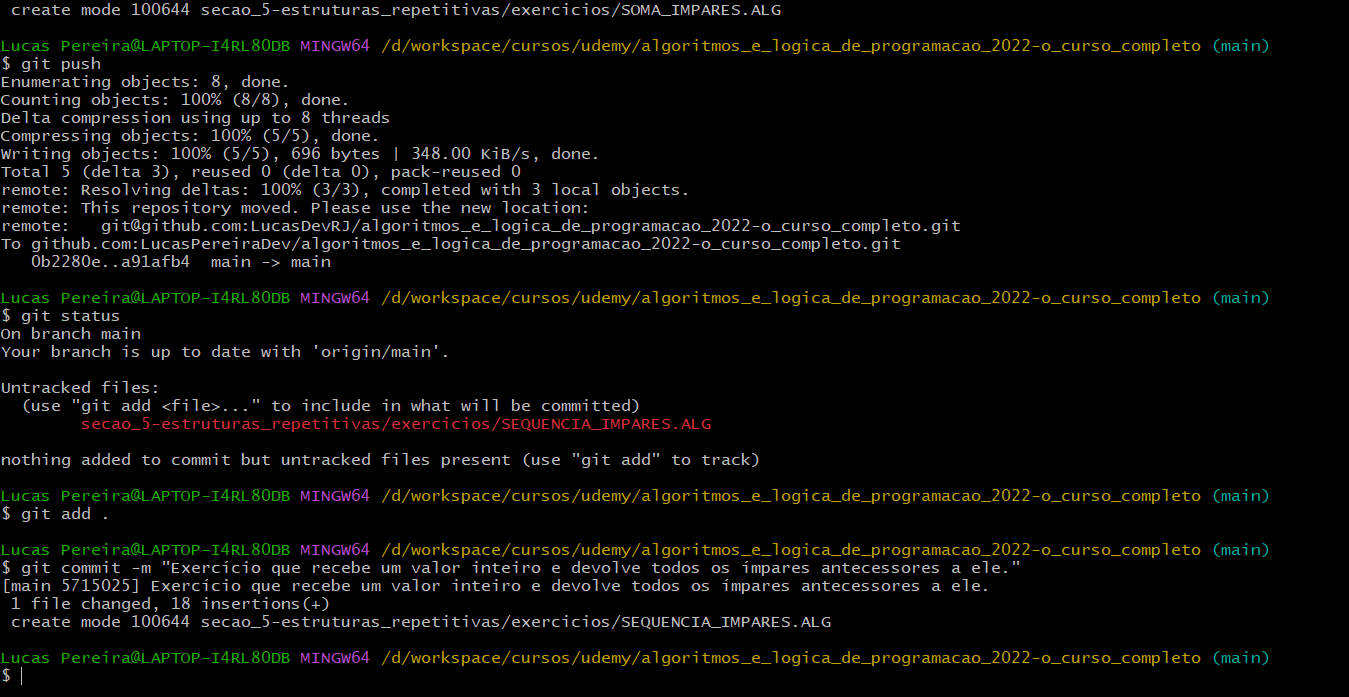 create mode 100644 secao_5-estruturas_repetitivas/exercicios/SOMA_IMPARES.ALG
Lucas Pereira@LAPTOP-I4RL8ODB MINGW64 /d/workspace/cursos/udemy/algoritmos_e_logica_de_programacao_2022-o_curso_completo (main)
$ git push
Enumerating objects: 8, done.
Counting objects: 100% (8/8), done.
Delta compression using up to 8 threads
Compressing objects: 100% (5/5), done.
Writing objects: 100% (5/5), 696 bytes | 348.00 KiB/s, done.
Total 5 (delta 3), reused 0 (delta 0), pack-reused 0
remote: Resolving deltas: 100% (3/3), completed with 3 local objects.
remote: This repository moved. Please use the new location:
remote:   git@github.com:LucasDevRJ/algoritmos_e_logica_de_programacao_2022-o_curso_completo.git
To github.com:LucasPereiraDev/algoritmos_e_logica_de_programacao_2022-o_curso_completo.git
   0b2280e..a91afb4  main -> main
Lucas Pereira@LAPTOP-I4RL8ODB MINGW64 /d/workspace/cursos/udemy/algoritmos_e_logica_de_programacao_2022-o_curso_completo (main)
$ git status
On branch main
Your branch is up to date with 'origin/main'.
Untracked files:
  (use "git add <file>..." to include in what will be committed)
        secao_5-estruturas_repetitivas/exercicios/SEQUENCIA_IMPARES.ALG
nothing added to commit but untracked files present (use "git add" to track)
Lucas Pereira@LAPTOP-I4RL8ODB MINGW64 /d/workspace/cursos/udemy/algoritmos_e_logica_de_programacao_2022-o_curso_completo (main)
$ git add .
Lucas Pereira@LAPTOP-I4RL8ODB MINGW64 /d/workspace/cursos/udemy/algoritmos_e_logica_de_programacao_2022-o_curso_completo (main)
$ git commit -m "Exercício que recebe um valor inteiro e devolve todos os ímpares antecessores a ele."
[main 5715025] Exercício que recebe um valor inteiro e devolve todos os ímpares antecessores a ele.
 1 file changed, 18 insertions(+)
 create mode 100644 secao_5-estruturas_repetitivas/exercicios/SEQUENCIA_IMPARES.ALG
Lucas Pereira@LAPTOP-I4RL8ODB MINGW64 /d/workspace/cursos/udemy/algoritmos_e_logica_de_programacao_2022-o_curso_completo (main)
$